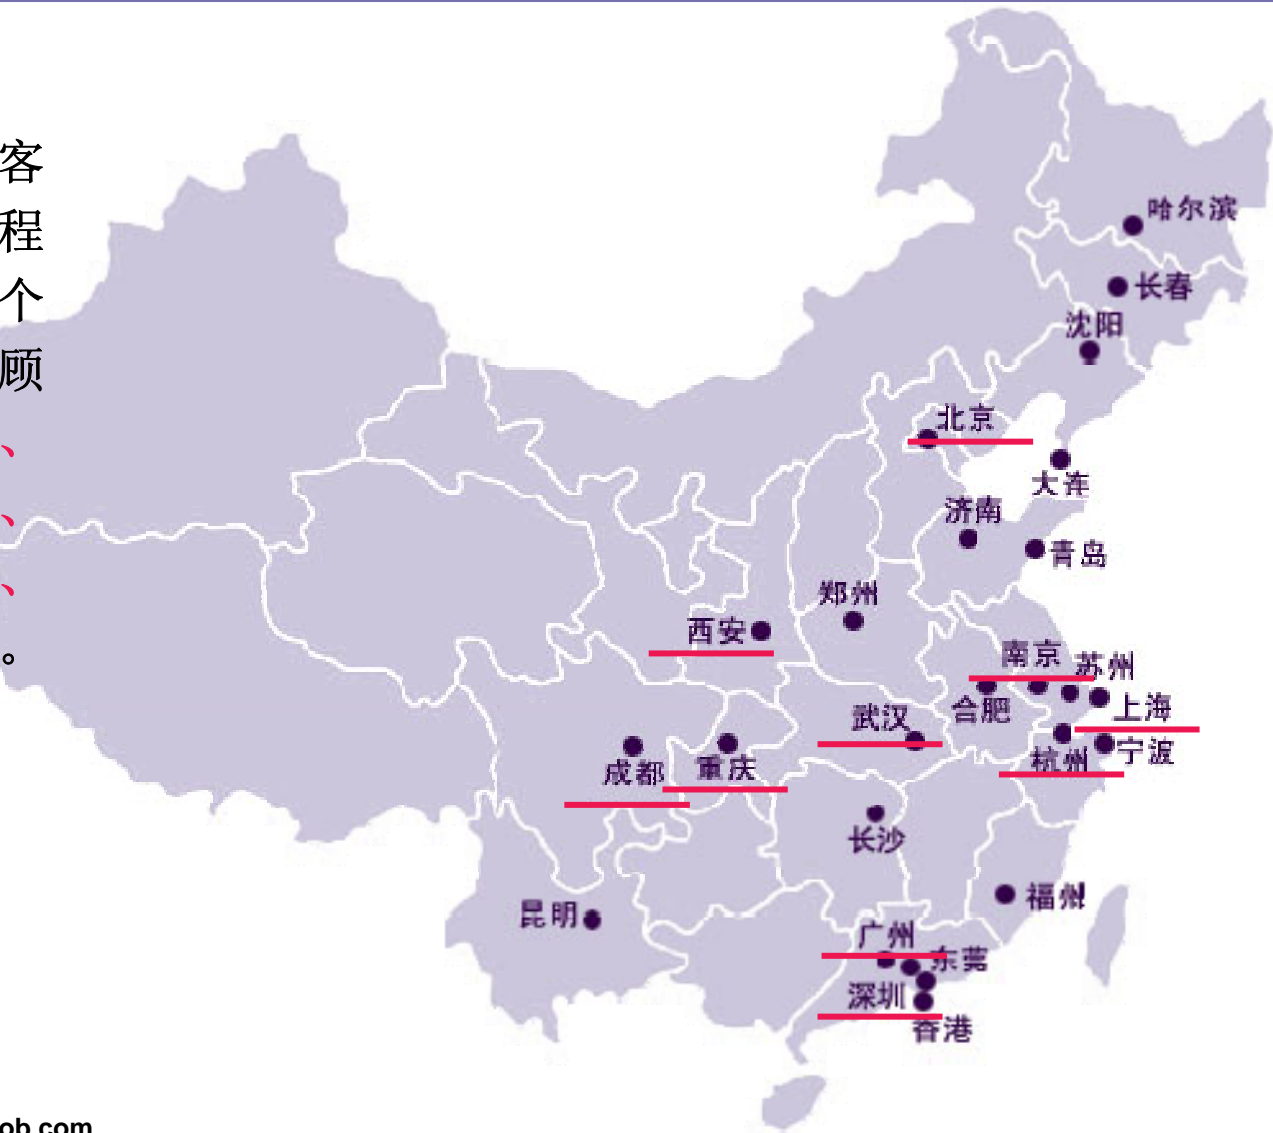 客
程
个
顾
、
、
、
。
哈尔滨
长春
沈阳
北京
大连
济南
青岛
郑州
西安
南京
苏州
合肥
上海
武汉
宁波
杭州
成都
重庆
长沙
福州
昆明
广州
东莞
深圳
香港
ob.com